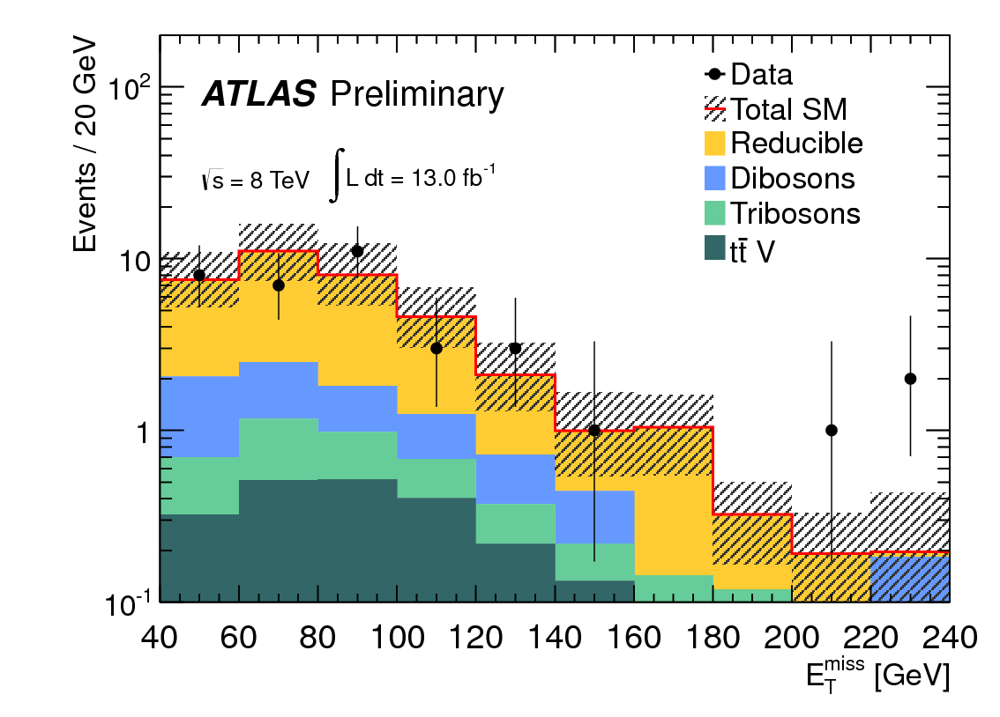 Events / 20 GeV
10²
10
1
10⁻¹
ATLAS Preliminary
√s = 8 TeV ∫L dt = 13.0 fb⁻¹
Data
Total SM
Reducible
Dibosons
Tribosons
tt̄ V
40 60 80 100 120 140 160 180 200 220 240
E_T^miss [GeV]